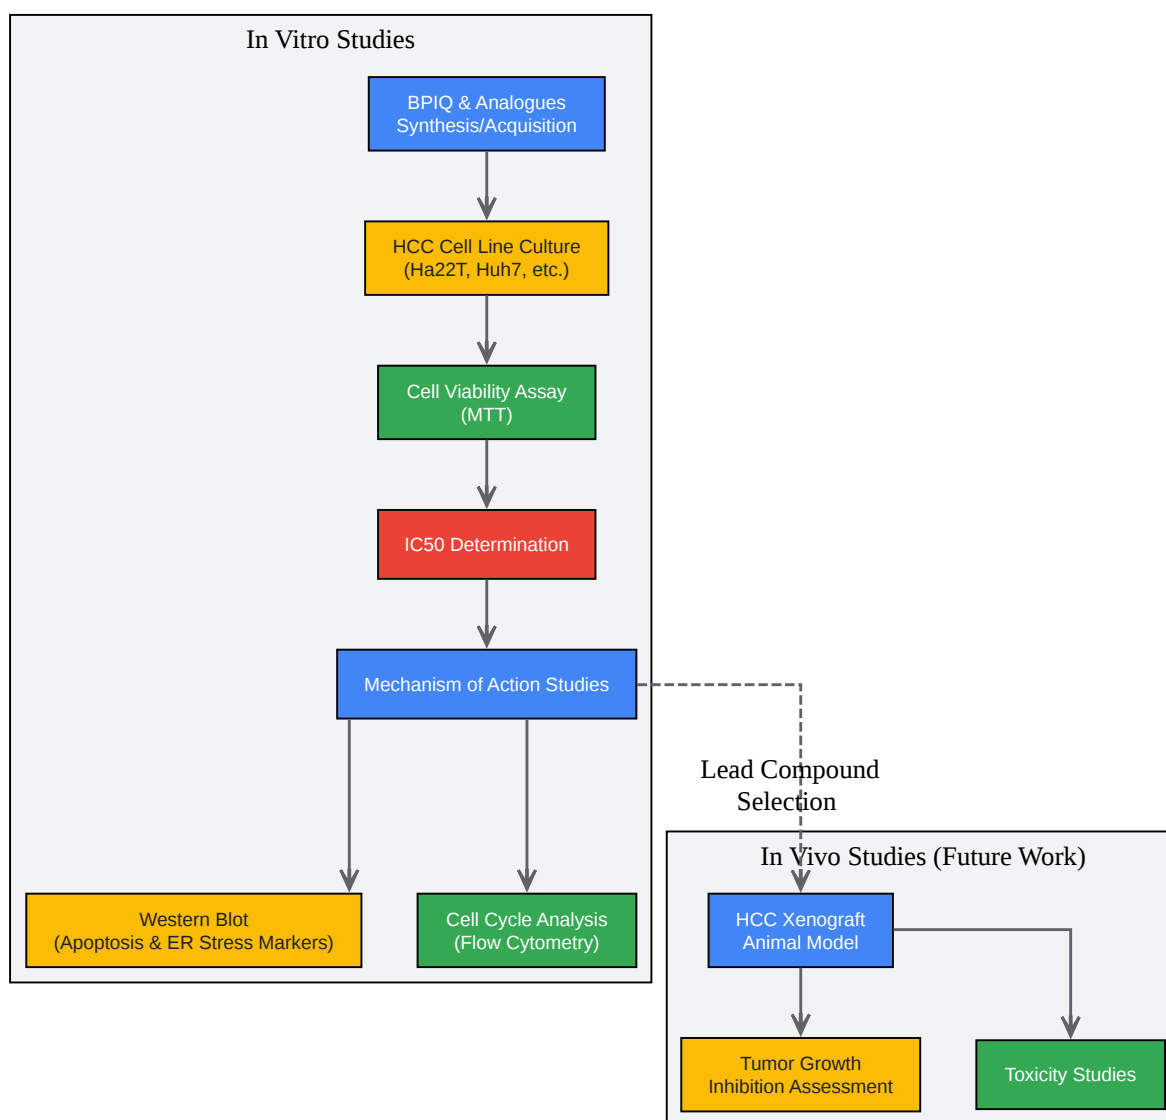 In Vitro Studies
BPIQ & Analogues
Synthesis/Acquisition
HCC Cell Line Culture
(Ha22T, Huh7, etc.)
Cell Viability Assay
(MTT)
IC50 Determination
Mechanism of Action Studies
Western Blot
(Apoptosis & ER Stress Markers)
Cell Cycle Analysis
(Flow Cytometry)
Lead Compound
Selection
In Vivo Studies (Future Work)
HCC Xenograft
Animal Model
Tumor Growth
Inhibition Assessment
Toxicity Studies